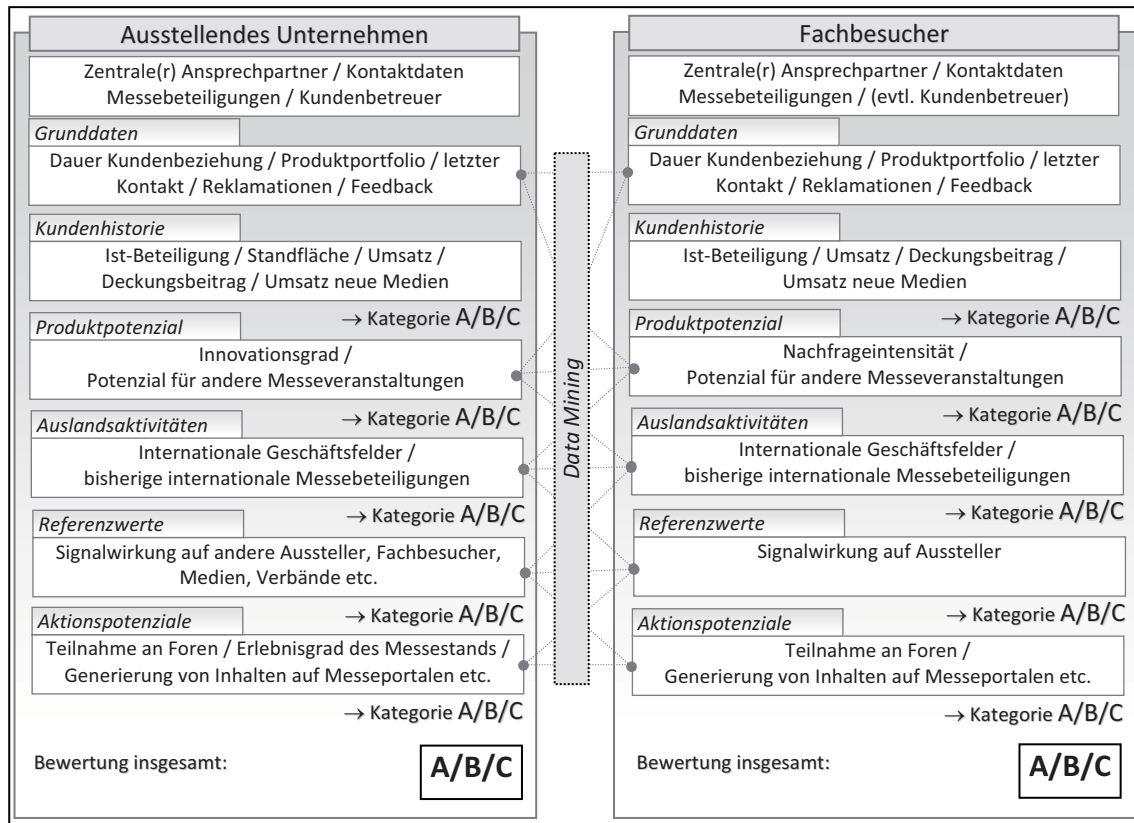 Ausstellendes Unternehmen
Zentrale(r) Ansprechpartner / Kontaktdaten
Messebeteiligungen / Kundenbetreuer
Grunddaten
Dauer Kundenbeziehung / Produktportfolio / letzter
Kontakt / Reklamationen / Feedback
Kundenhistorie
Ist-Beteiligung / Standfläche / Umsatz /
Deckungsbeitrag / Umsatz neue Medien
→ Kategorie A/B/C
Produktpotenzial
Innovationsgrad /
Potenzial für andere Messeveranstaltungen
→ Kategorie A/B/C
Auslandsaktivitäten
Internationale Geschäftsfelder /
bisherige internationale Messebeteiligungen
→ Kategorie A/B/C
Referenzwerte
Signalwirkung auf andere Aussteller, Fachbesucher,
Medien, Verbände etc.
→ Kategorie A/B/C
Aktionspotenziale
Teilnahme an Foren / Erlebnisgrad des Messestands /
Generierung von Inhalten auf Messeportalen etc.
→ Kategorie A/B/C
Bewertung insgesamt:
A/B/C
Data Mining
Fachbesucher
Zentrale(r) Ansprechpartner / Kontaktdaten
Messebeteiligungen / (evtl. Kundenbetreuer)
Grunddaten
Dauer Kundenbeziehung / Produktportfolio / letzter
Kontakt / Reklamationen / Feedback
Kundenhistorie
Ist-Beteiligung / Umsatz / Deckungsbeitrag /
Umsatz neue Medien
→ Kategorie A/B/C
Produktpotenzial
Nachfrageintensität /
Potenzial für andere Messeveranstaltungen
→ Kategorie A/B/C
Auslandsaktivitäten
Internationale Geschäftsfelder /
bisherige internationale Messebeteiligungen
→ Kategorie A/B/C
Referenzwerte
Signalwirkung auf Aussteller
→ Kategorie A/B/C
Aktionspotenziale
Teilnahme an Foren /
Generierung von Inhalten auf Messeportalen etc.
→ Kategorie A/B/C
Bewertung insgesamt:
A/B/C